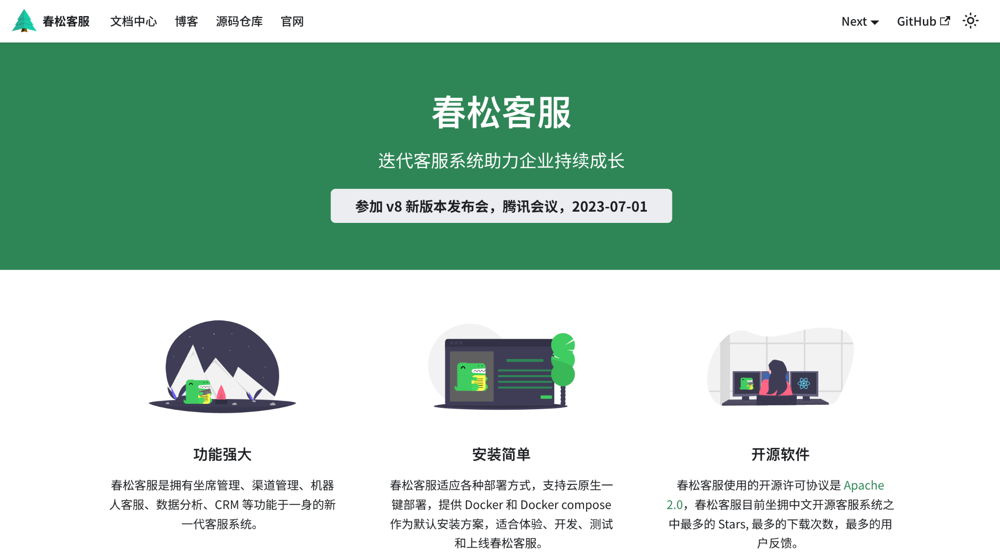 春松客服 文档中心 博客 源码仓库 官网 Next GitHub
春松客服
迭代客服系统助力企业持续成长
参加 v8 新版本发布会，腾讯会议，2023-07-01
功能强大
春松客服是拥有坐席管理、渠道管理、机器
人客服、数据分析、CRM 等功能于一身的新
一代客服系统。
安装简单
春松客服适应各种部署方式，支持云原生一
键部署，提供 Docker 和 Docker compose
作为默认安装方案，适合体验、开发、测试
和上线春松客服。
开源软件
春松客服使用的开源许可协议是 Apache
2.0，春松客服目前坐拥中文开源客服系统之
中最多的 Stars, 最多的下载次数，最多的用
户反馈。